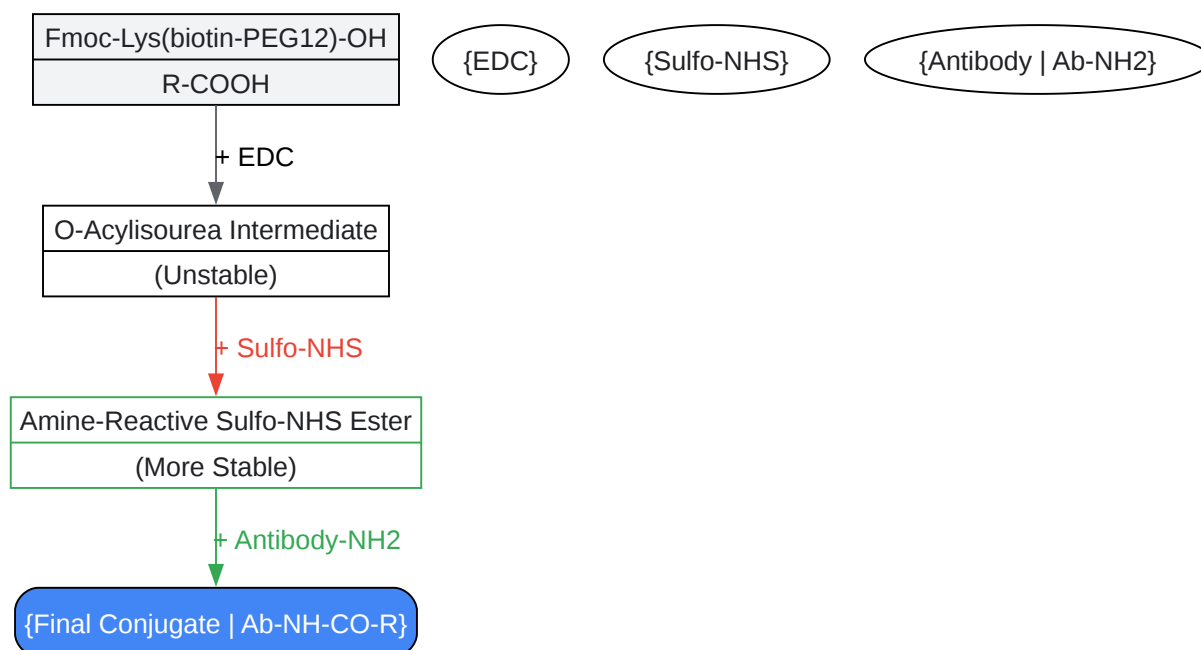 Fmoc-Lys(biotin-PEG12)-OH
R-COOH
{EDC}
{Sulfo-NHS}
{Antibody | Ab-NH2}
+ EDC
O-Acylisourea Intermediate
(Unstable)
+ Sulfo-NHS
Amine-Reactive Sulfo-NHS Ester
(More Stable)
+ Antibody-NH2
{Final Conjugate | Ab-NH-CO-R}